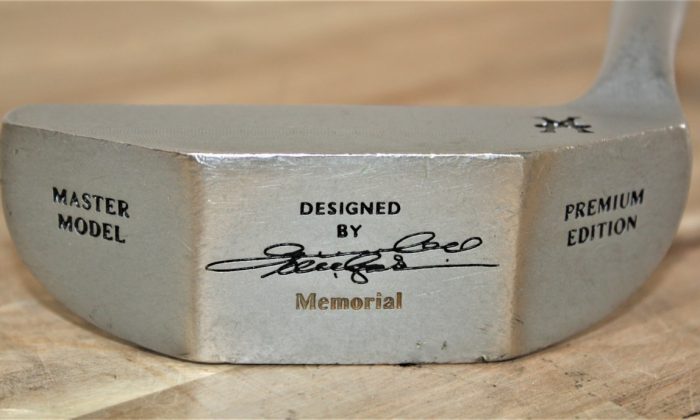 MASTER
MODEL
DESIGNED
BY
Memorial
PREMIUM
EDITION